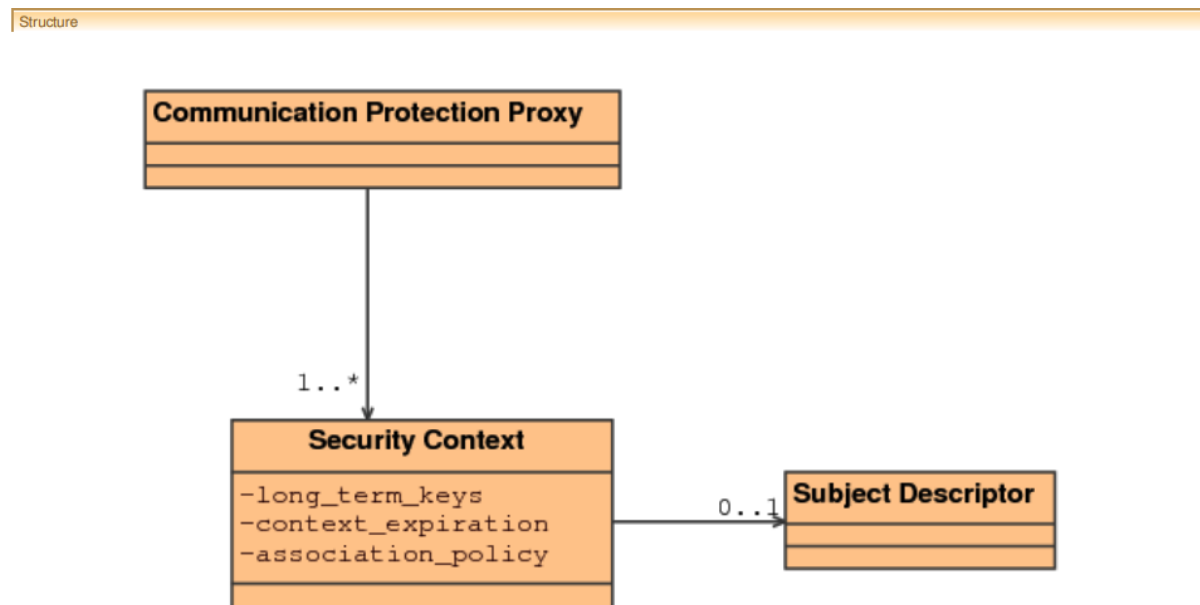 Structure
Communication Protection Proxy
1..*
Security Context
-long_term_keys
-context_expiration
-association_policy
0..1
Subject Descriptor